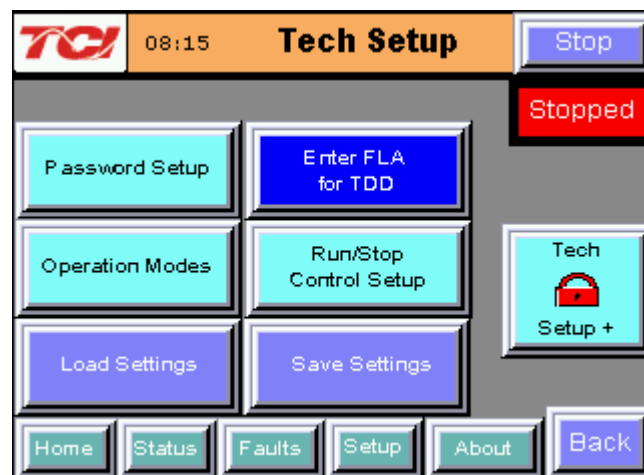 TCI 08:15 Tech Setup Stop
Stopped
Password Setup
Enter FLA
for TDD
Operation Modes
Run/Stop
Control Setup
Tech
Setup +
Load Settings
Save Settings
Home Status Faults Setup About Back